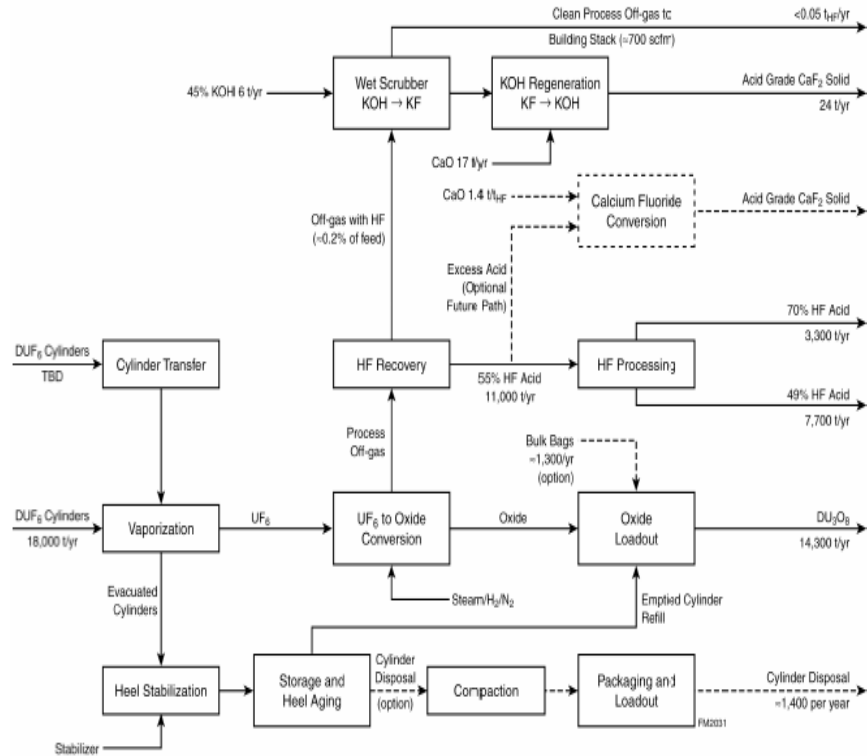 Clean Process Off-gas tc
<0.05 tHF/yr
Building Stack (≈700 scfm)
45% KOHI 6 t/yr
Wet Scrubber
KOH → KF
KOH Regeneration
KF → KOH
Acid Grade CaF₂ Solid
24 t/yr
CaO 17 t/yr
CaO 1.4 t/tHF
Calcium Fluoride
Conversion
Acid Grade CaF₂ Solid
Off-gas with HF
(≈0.2% of feed)
Excess Acid
(Optional
Future Path)
70% HF Acid
3,300 t/yr
DUF₆ Cylinders
TBD
Cylinder Transfer
HF Recovery
55% HF Acid
11,000 t/yr
HF Processing
49% HF Acid
7,700 t/yr
Process
Off-gas
Bulk Bags
≈1,300/yr
(option)
DUF₆ Cylinders
18,000 t/yr
Vaporization
UF₆
UF₆ to Oxide
Conversion
Oxide
Oxide
Loadout
DU₃O₈
14,300 t/yr
Evacuated
Cylinders
Steam/H₂/N₂
Emptied Cylinder
Refill
Heel Stabilization
Storage and
Heel Aging
Cylinder
Disposal
(option)
Compaction
Packaging and
Loadout
Cylinder Disposal
≈1,400 per year
FM2031
Stabilizer